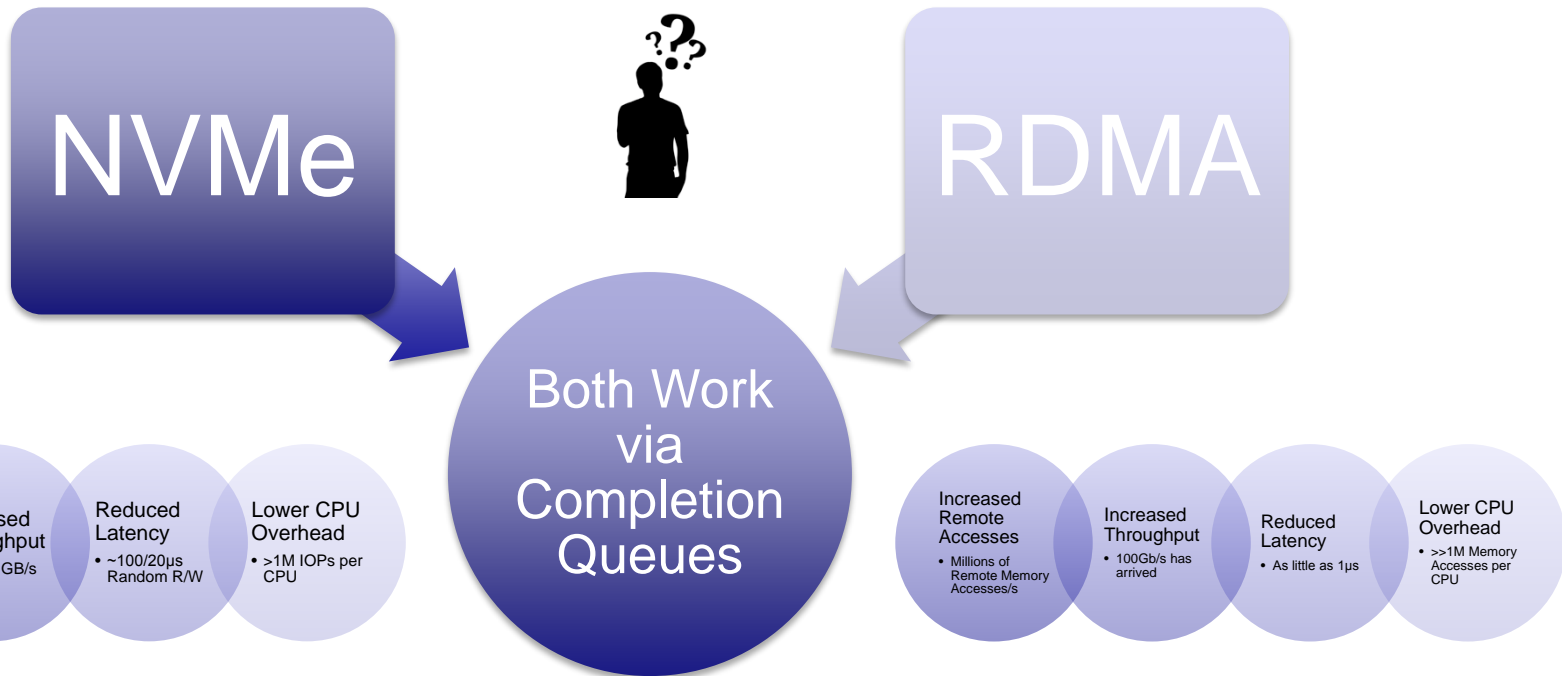 ???
NVMe
RDMA
Both Work
via
Completion
Queues
GB/s
Reduced
Latency
• ~100/20µs
Random R/W
Lower CPU
Overhead
• >1M IOPs per
CPU
Increased
Remote
Accesses
• Millions of
Remote Memory
Accesses/s
Increased
Throughput
• 100Gb/s has
arrived
Reduced
Latency
• As little as 1µs
Lower CPU
Overhead
• >>1M Memory
Accesses per
CPU